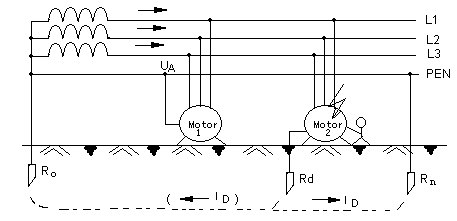 L1
L2
L3
UA
PEN
Motor
1
Motor
2
Ro
Rd
Rn
( ID )
ID